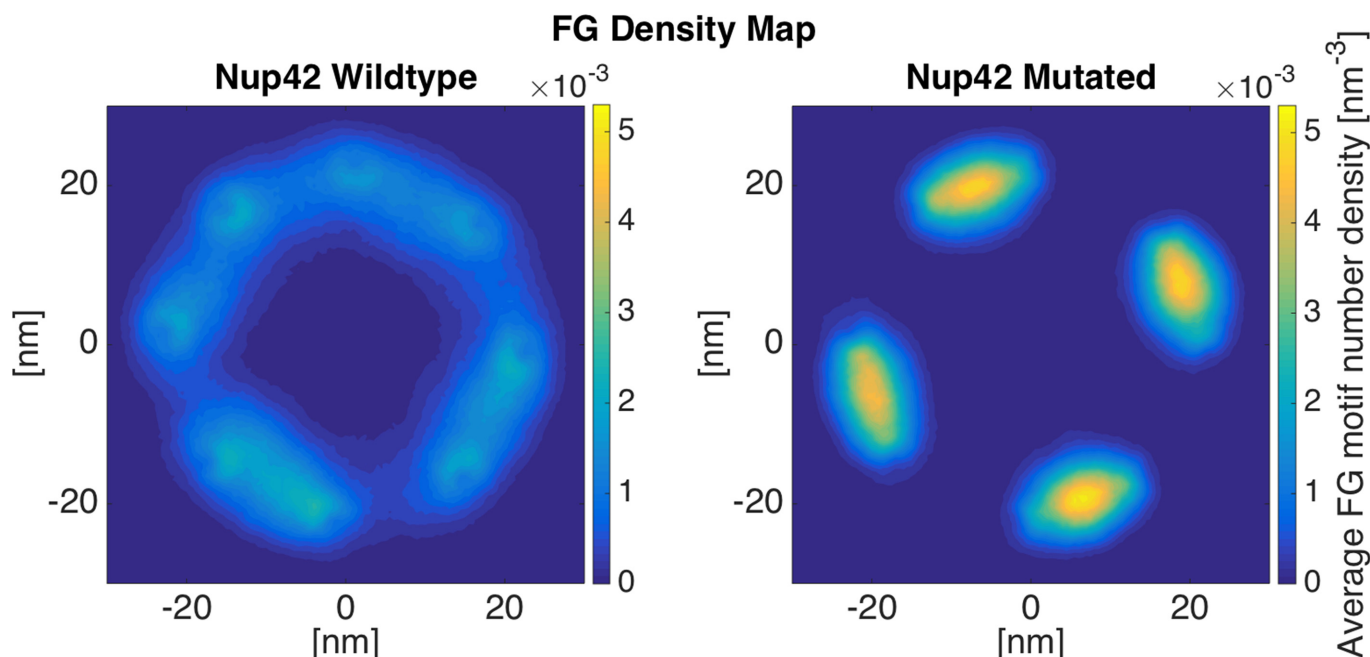 FG Density Map
Nup42 Wildtype
×10⁻³
5
4
3
2
1
0
20
0
-20
[nm]
-20 0 20
[nm]
Nup42 Mutated
×10⁻³
5
4
3
2
1
0
20
0
-20
[nm]
-20 0 20
[nm]
Average FG motif number density [nm⁻³]